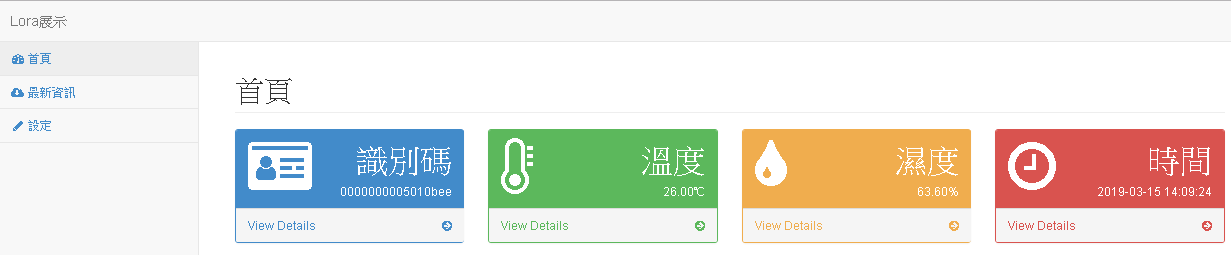 Lora展示
首頁
最新資訊
設定
首頁
識別碼
0000000005010bee
View Details
溫度
26.00℃
View Details
濕度
63.60%
View Details
時間
2019-03-15 14:09:24
View Details